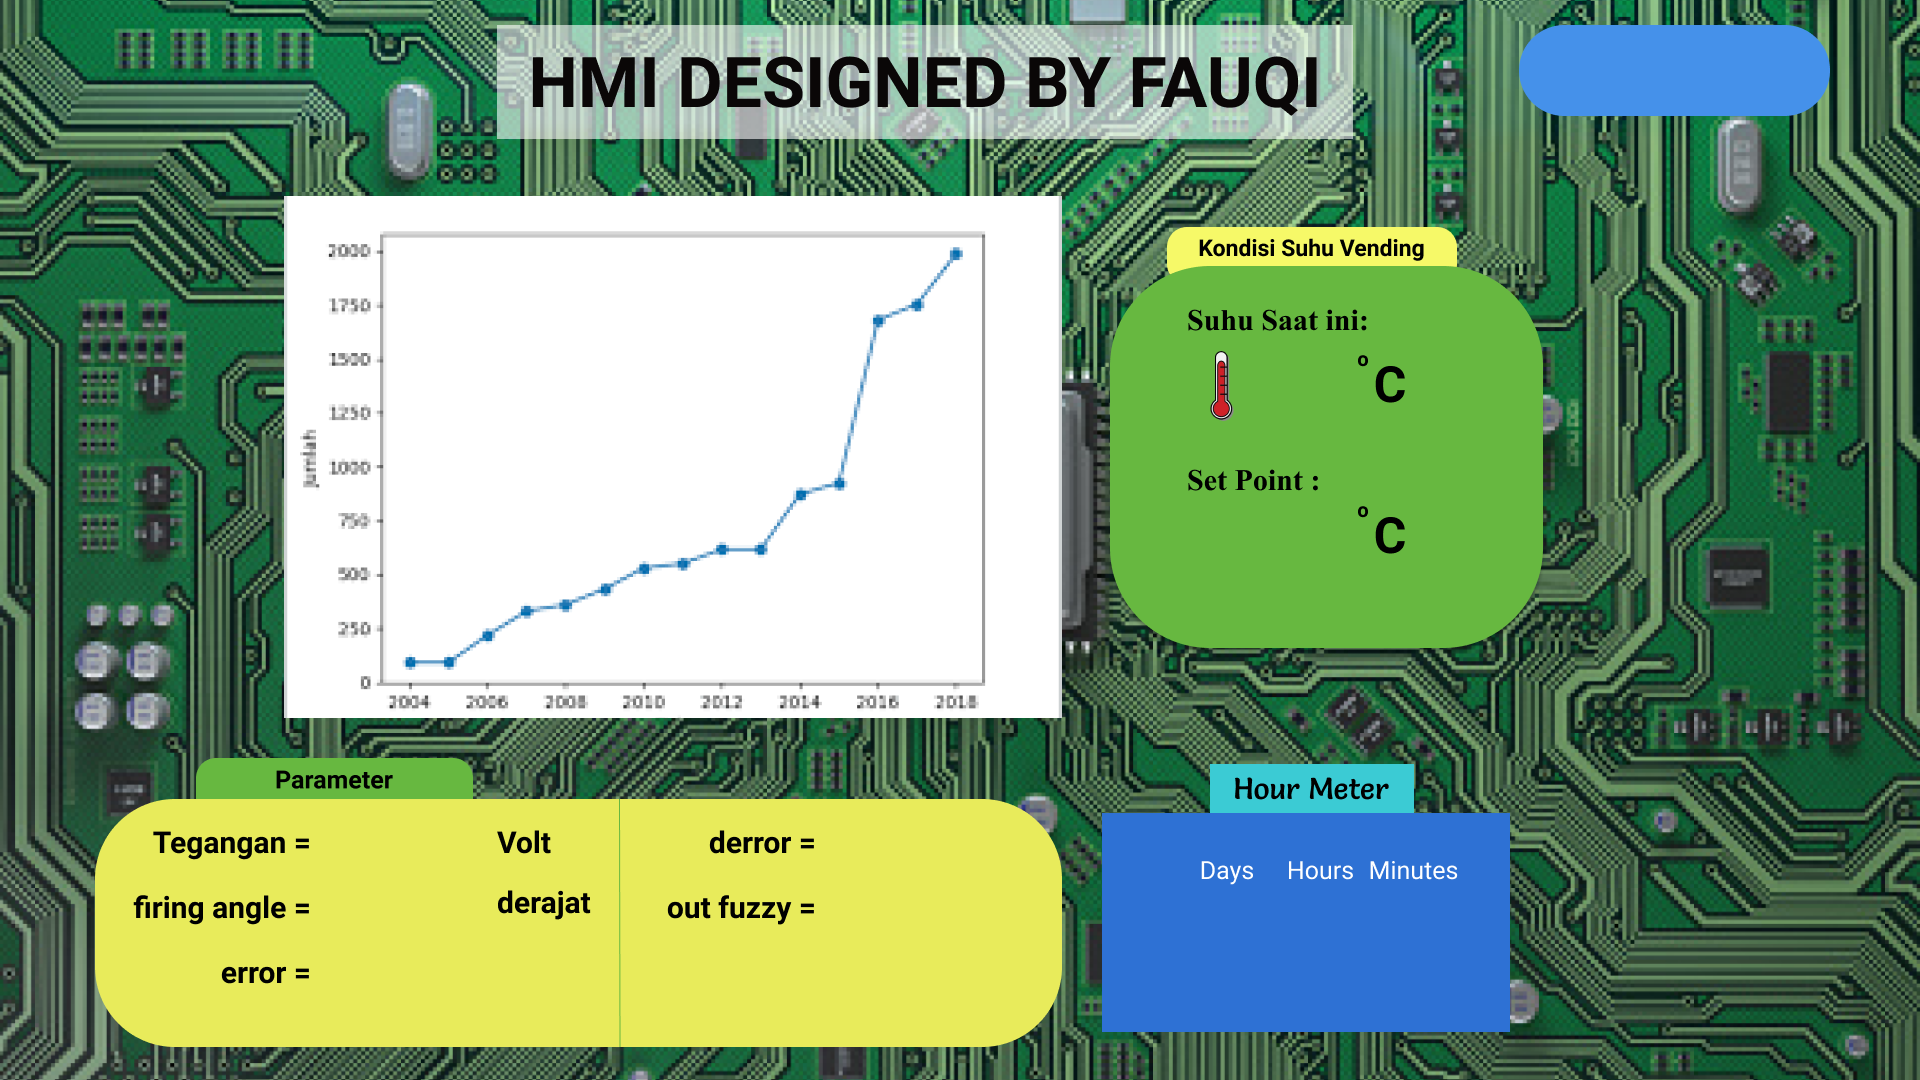 HMI DESIGNED BY FAUQI
2000
1750
1500
1250
1000
750
500
250
0
Jumlah
2004 2006 2008 2010 2012 2014 2016 2018
Kondisi Suhu Vending
Suhu Saat ini:
°C
Set Point :
°C
Parameter
Tegangan = Volt
firing angle = derajat
error =
derror =
out fuzzy =
Hour Meter
Days Hours Minutes